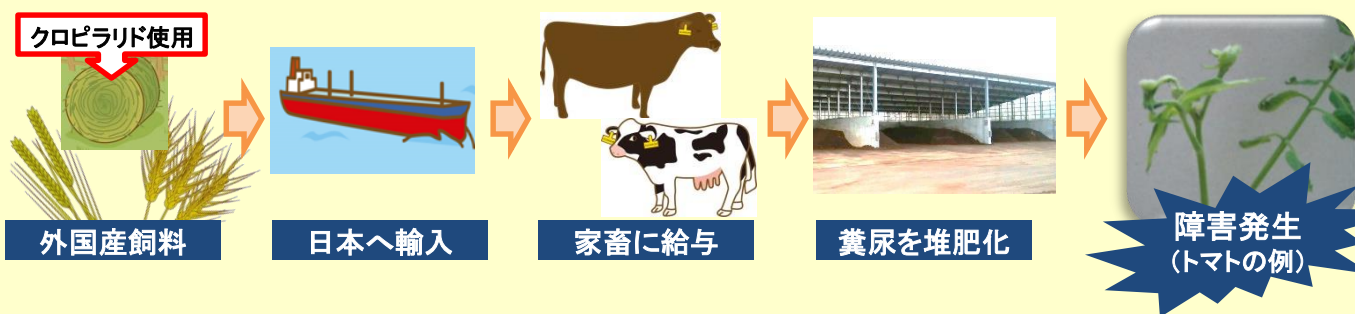 クロピラリド使用
外国産飼料
日本へ輸入
家畜に給与
糞尿を堆肥化
障害発生
(トマトの例)